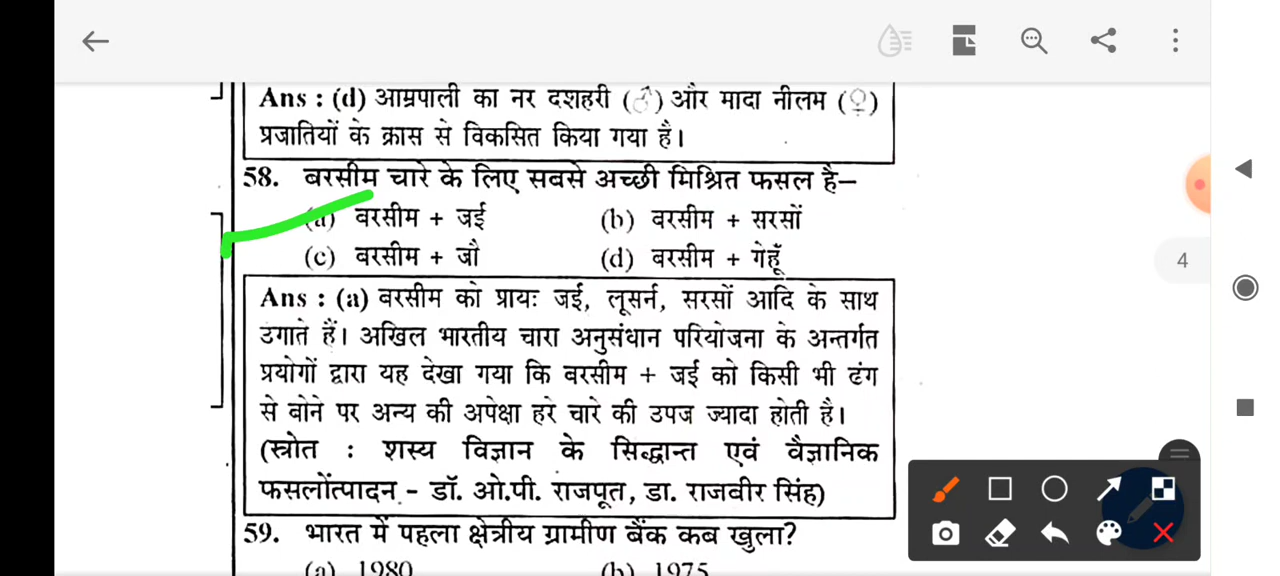 Ans : (d) आम्रपाली का नर दशहरी (♂) और मादा नीलम (♀)
प्रजातियों के क्रास से विकसित किया गया है।
58. बरसीम चारे के लिए सबसे अच्छी मिश्रित फसल है–
(a) बरसीम + जई (b) बरसीम + सरसों
(c) बरसीम + जौ (d) बरसीम + गेहूँ
Ans : (a) बरसीम को प्रायः जई, लूसर्न, सरसों आदि के साथ
उगाते हैं। अखिल भारतीय चारा अनुसंधान परियोजना के अन्तर्गत
प्रयोगों द्वारा यह देखा गया कि बरसीम + जई को किसी भी ढंग
से बोने पर अन्य की अपेक्षा हरे चारे की उपज ज्यादा होती है।
(स्रोत : शस्य विज्ञान के सिद्धान्त एवं वैज्ञानिक
फसलोंत्पादन - डॉ. ओ.पी. राजपूत, डा. राजवीर सिंह)
59. भारत में पहला क्षेत्रीय ग्रामीण बैंक कब खुला?
(a) 1980 (b) 1975
4